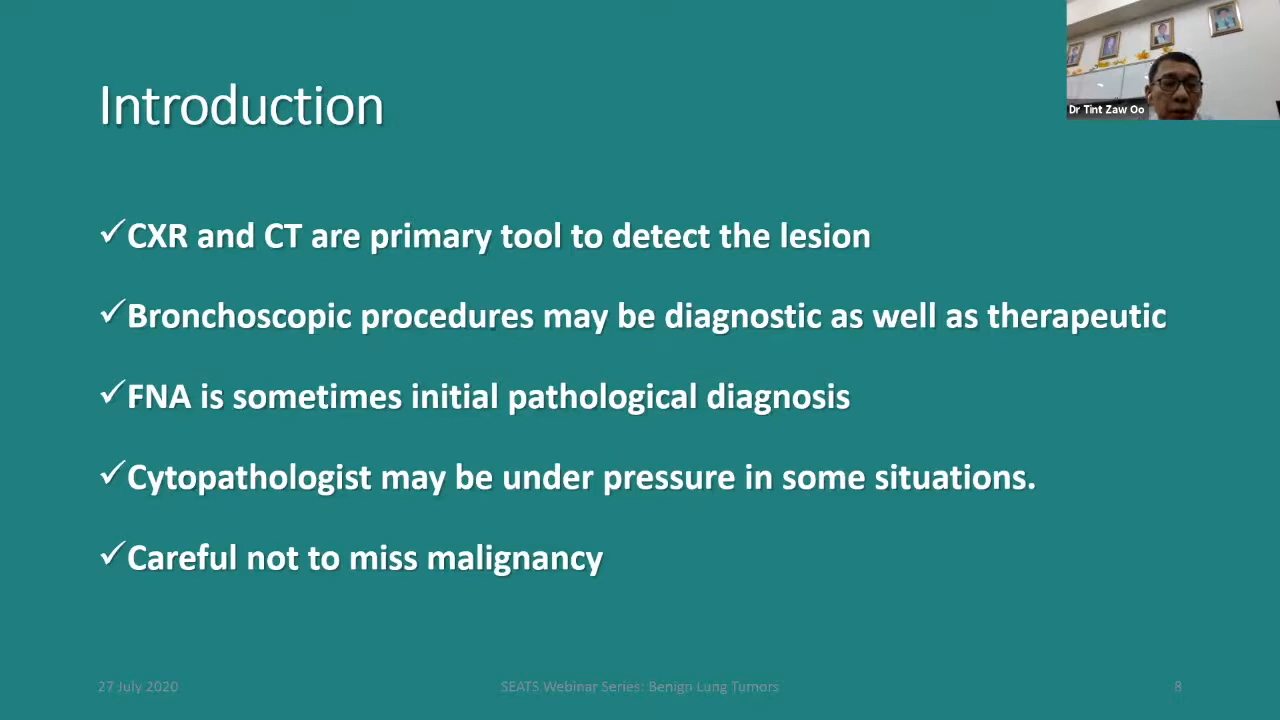 Dr Tint Zaw Oo
Introduction
✓CXR and CT are primary tool to detect the lesion
✓Bronchoscopic procedures may be diagnostic as well as therapeutic
✓FNA is sometimes initial pathological diagnosis
✓Cytopathologist may be under pressure in some situations.
✓Careful not to miss malignancy
27 July 2020
SEATS Webinar Series: Benign Lung Tumors
8